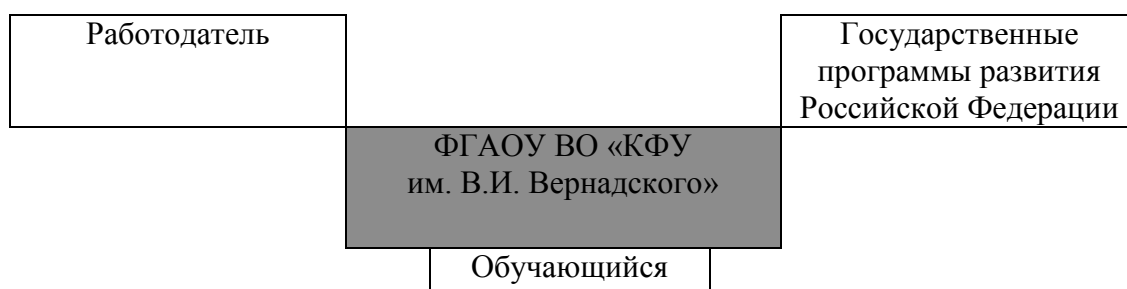 Работодатель
Государственные
программы развития
Российской Федерации
ФГАОУ ВО «КФУ
им. В.И. Вернадского»
Обучающийся